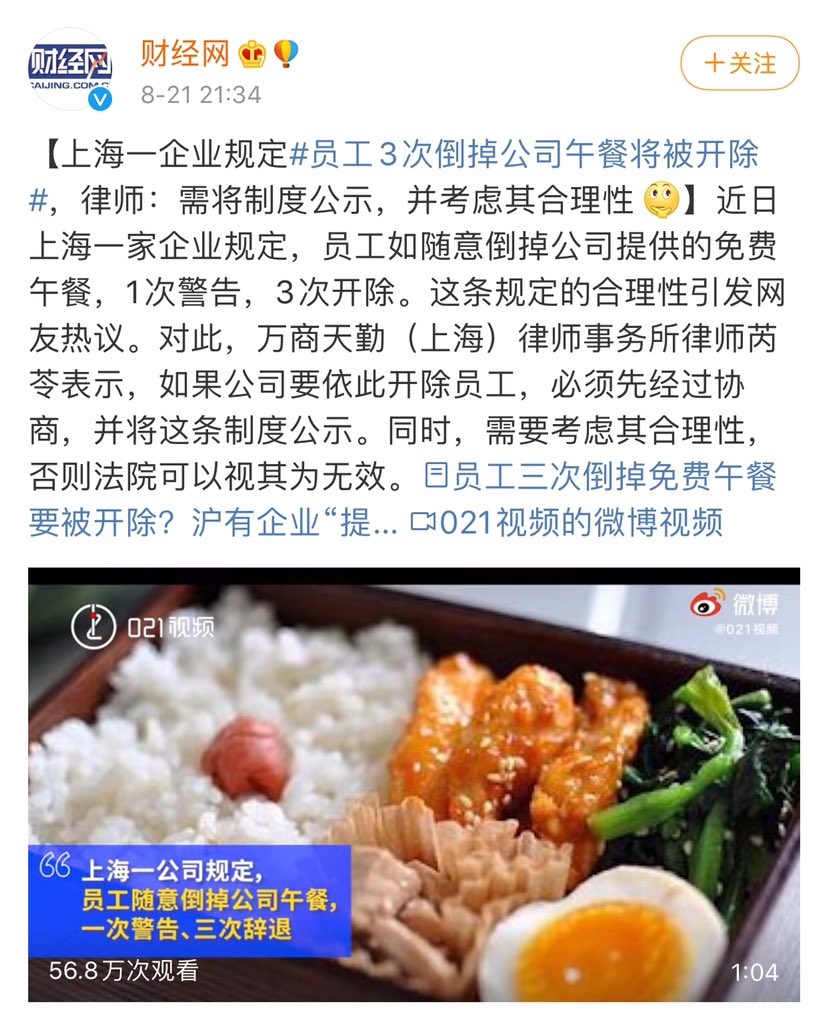 财经网
CAIJING.COM.C
财经网
8-21 21:34
+关注
【上海一企业规定#员工3次倒掉公司午餐将被开除
#，律师：需将制度公示，并考虑其合理性🤔】近日
上海一家企业规定，员工如随意倒掉公司提供的免费
午餐，1次警告，3次开除。这条规定的合理性引发网
友热议。对此，万商天勤（上海）律师事务所律师芮
苓表示，如果公司要依此开除员工，必须先经过协
商，并将这条制度公示。同时，需要考虑其合理性，
否则法院可以视其为无效。员工三次倒掉免费午餐
要被开除？沪有企业“提... 021视频的微博视频
021视频
微博
@021视频
上海一公司规定，
员工随意倒掉公司午餐，
一次警告、三次辞退
56.8万次观看
1:04